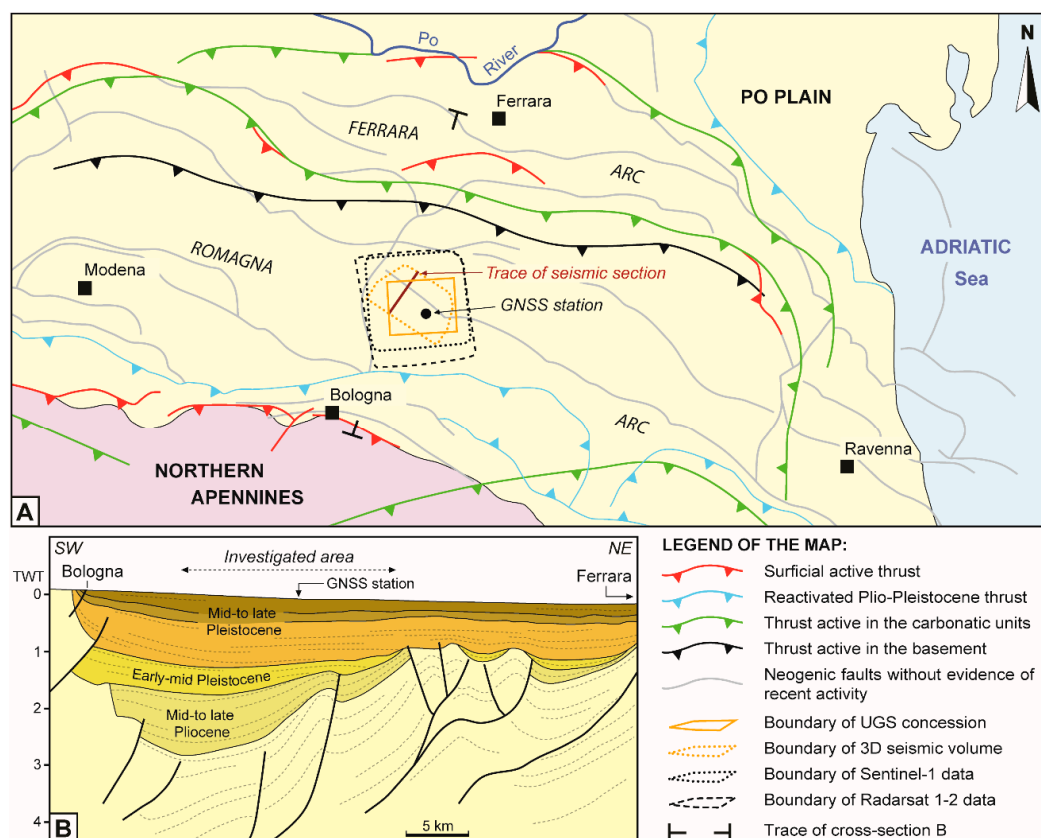 Po
River
N
Ferrara
PO PLAIN
FERRARA
ARC
ROMAGNA
ADRIATIC
Sea
Modena
Trace of seismic section
GNSS station
Bologna
ARC
Ravenna
NORTHERN
APENNINES
A
SW
Investigated area
NE
Bologna
GNSS station
Ferrara
TWT
0
Mid-to late
Pleistocene
1
Early-mid Pleistocene
2
Mid-to late
Pliocene
3
4
B
5 km
LEGEND OF THE MAP:
Surficial active thrust
Reactivated Plio-Pleistocene thrust
Thrust active in the carbonatic units
Thrust active in the basement
Neogenic faults without evidence of
recent activity
Boundary of UGS concession
Boundary of 3D seismic volume
Boundary of Sentinel-1 data
Boundary of Radarsat 1-2 data
Trace of cross-section B